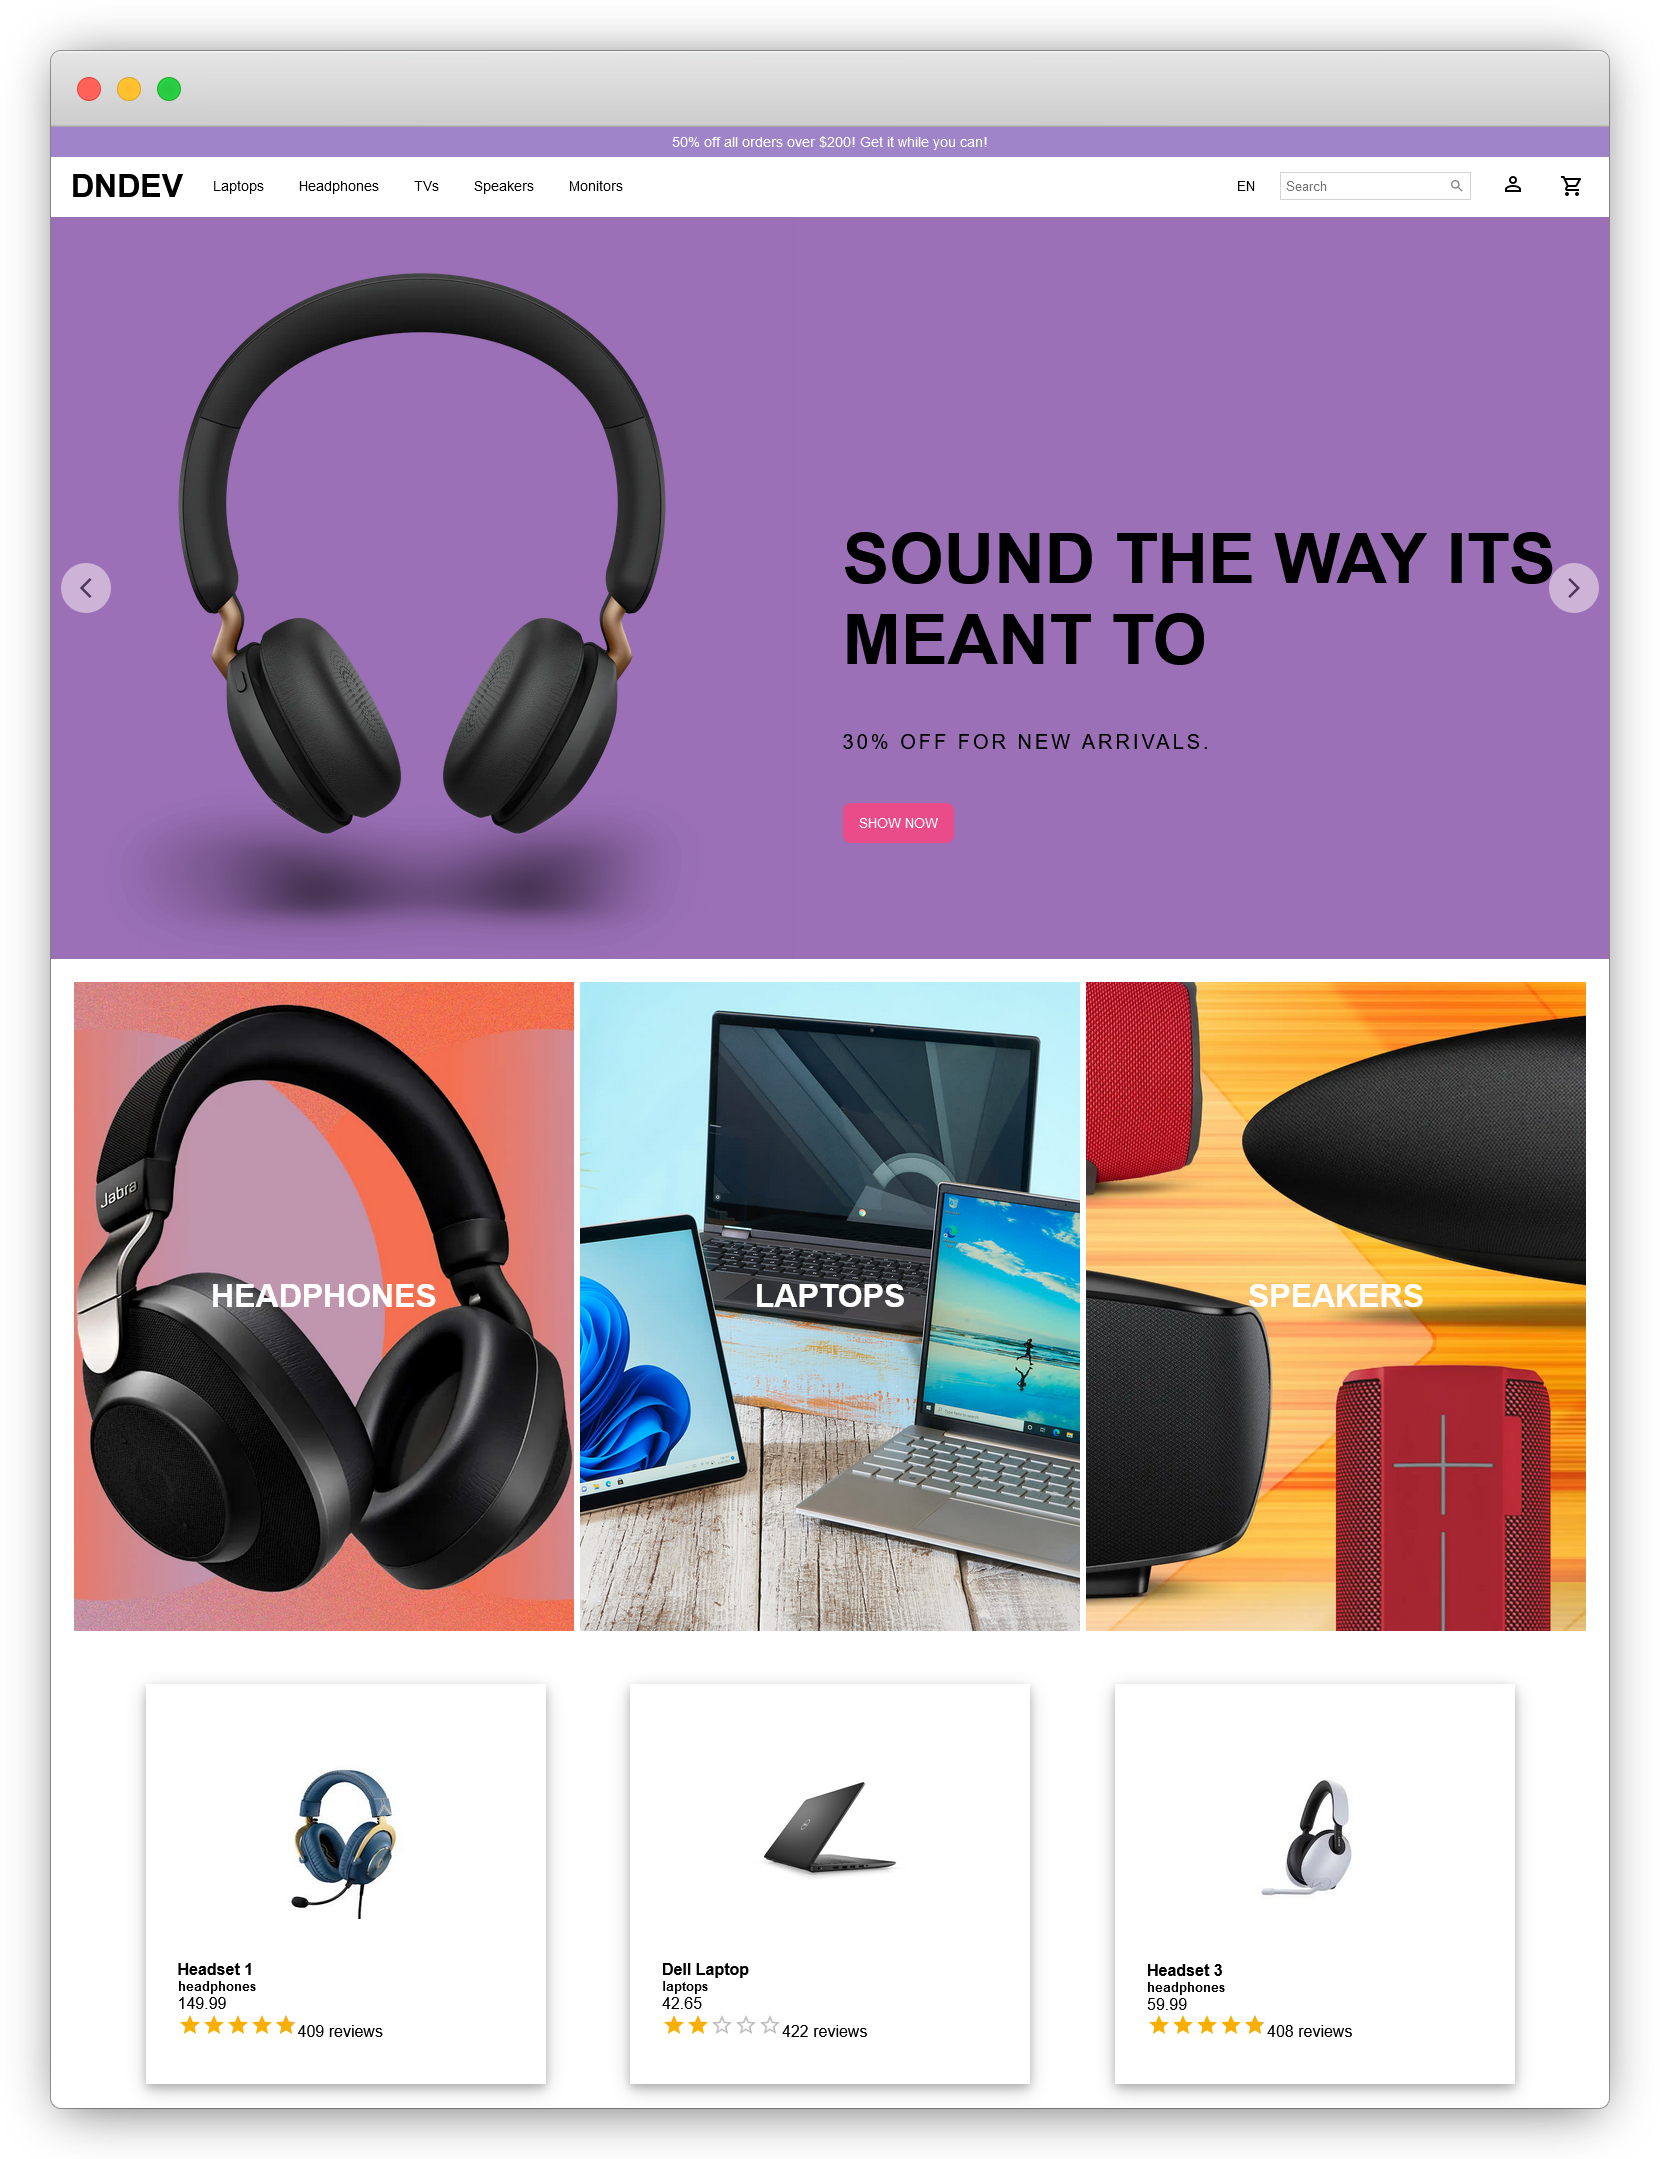 50% off all orders over $200! Get it while you can!
DNDEV Laptops Headphones TVs Speakers Monitors EN Search
SOUND THE WAY ITS
MEANT TO
30% OFF FOR NEW ARRIVALS.
SHOW NOW
Jabra
HEADPHONES LAPTOPS SPEAKERS
Headset 1
headphones
149.99
409 reviews
Dell Laptop
laptops
42.65
422 reviews
Headset 3
headphones
59.99
408 reviews